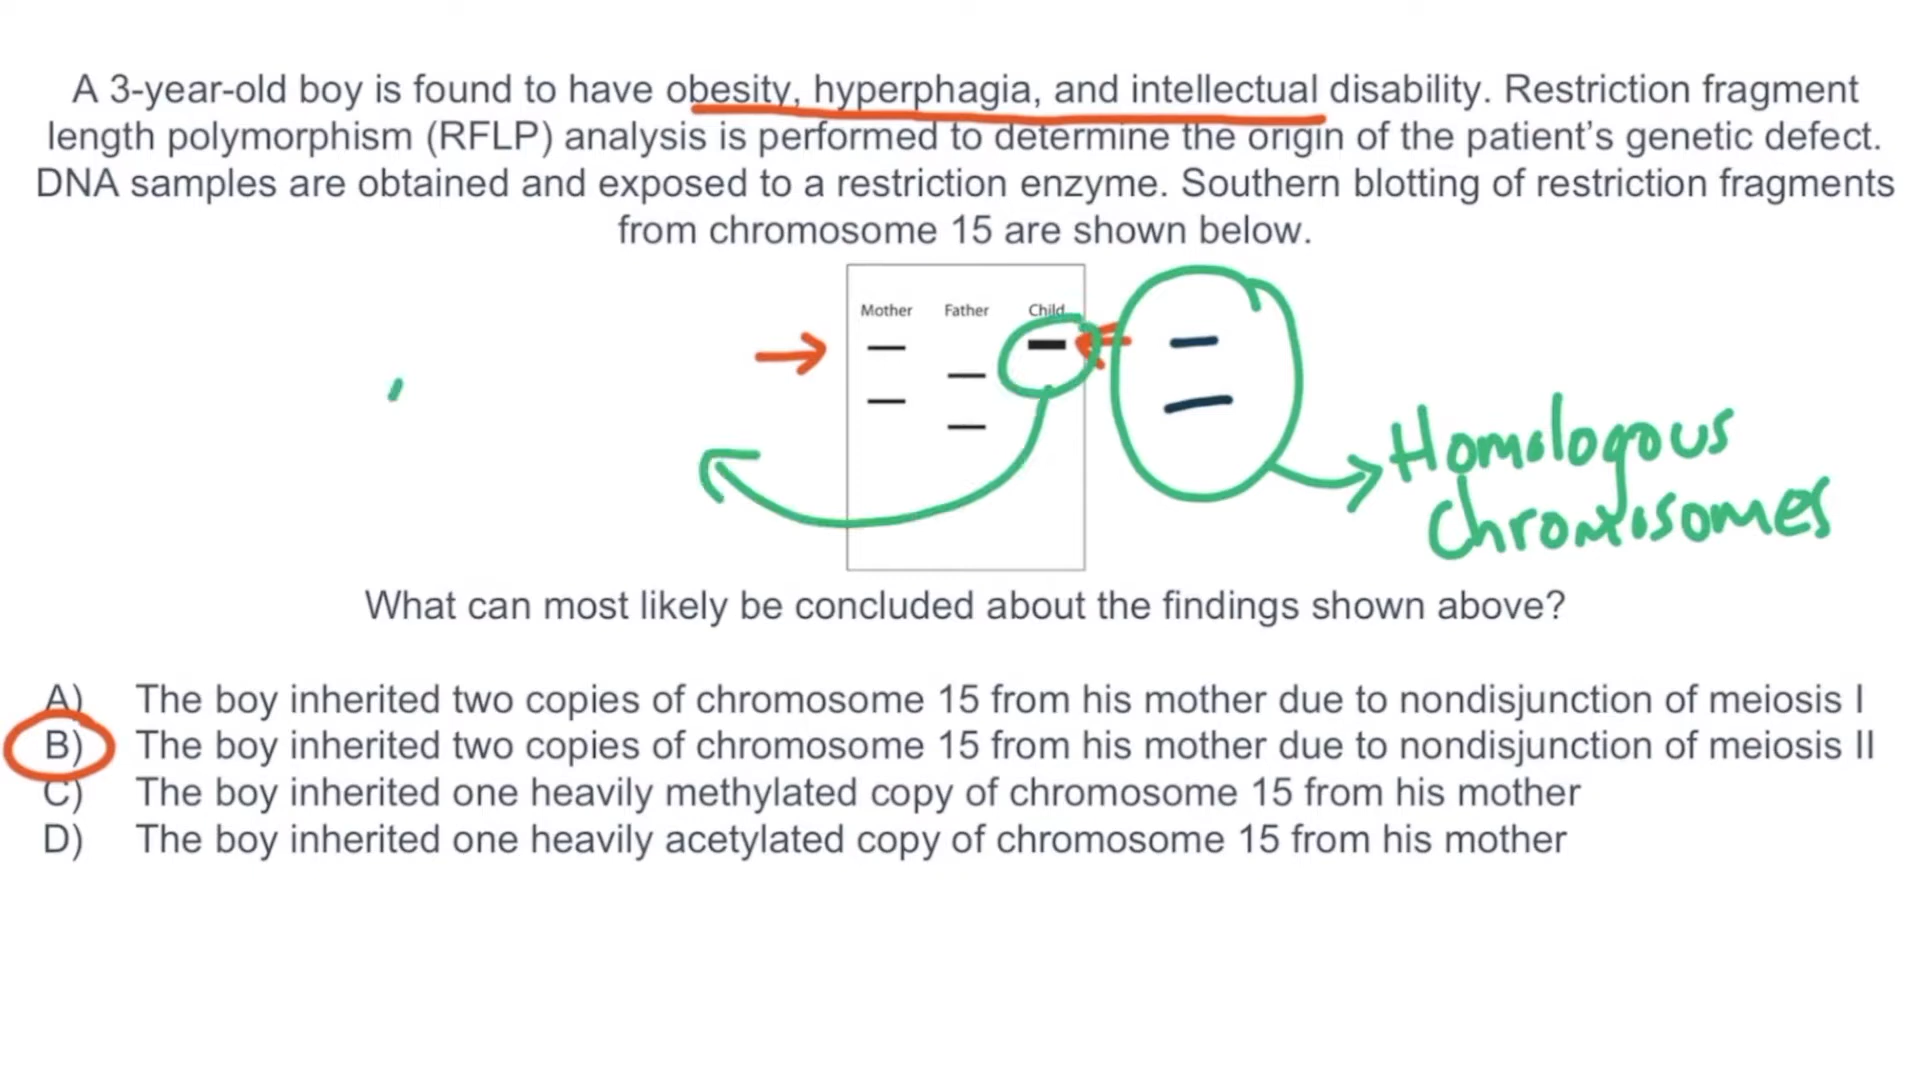 A 3-year-old boy is found to have obesity, hyperphagia, and intellectual disability. Restriction fragment
length polymorphism (RFLP) analysis is performed to determine the origin of the patient's genetic defect.
DNA samples are obtained and exposed to a restriction enzyme. Southern blotting of restriction fragments
from chromosome 15 are shown below.
Mother Father Child
Homologous
Chromosomes
What can most likely be concluded about the findings shown above?
A) The boy inherited two copies of chromosome 15 from his mother due to nondisjunction of meiosis I
B) The boy inherited two copies of chromosome 15 from his mother due to nondisjunction of meiosis II
C) The boy inherited one heavily methylated copy of chromosome 15 from his mother
D) The boy inherited one heavily acetylated copy of chromosome 15 from his mother